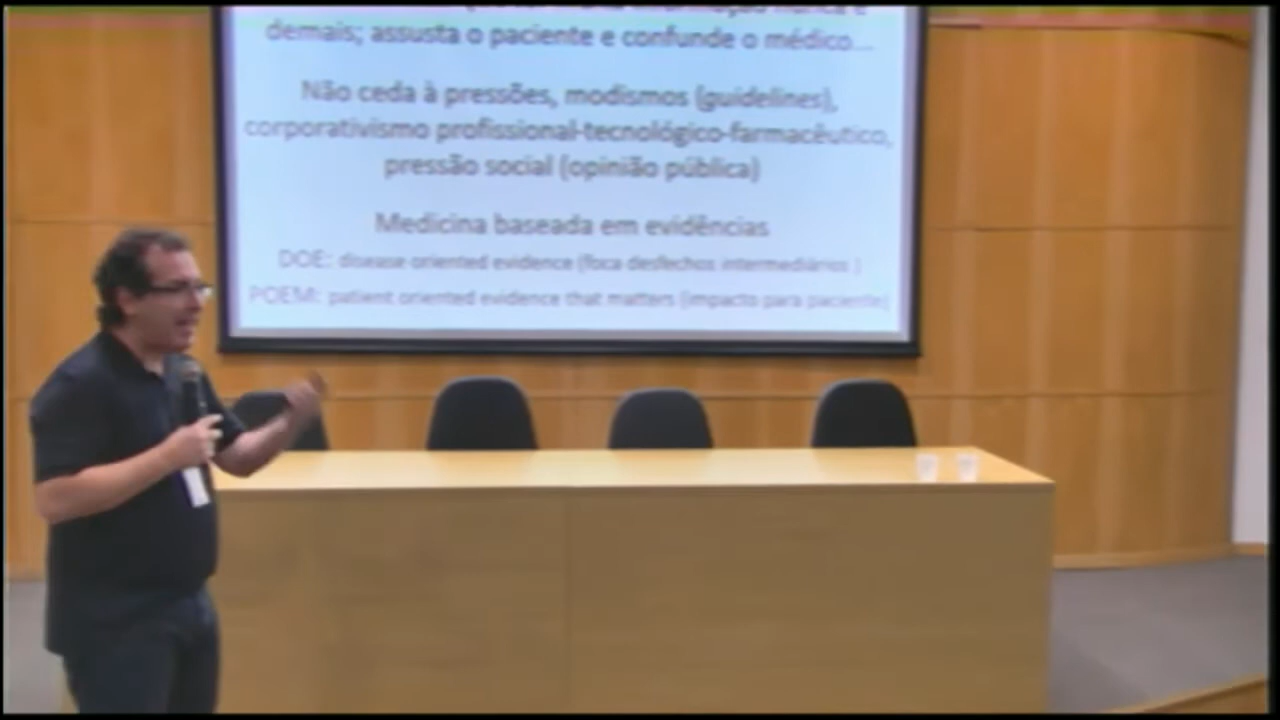 demais; assusta o paciente e confunde o médico...
Não ceda à pressões, modismos (guidelines),
corporativismo profissional-tecnológico-farmacêutico,
pressão social (opinião pública)
Medicina baseada em evidências
DOE: disease oriented evidence (foca desfechos intermediários )
POEM: patient oriented evidence that matters (impacto para paciente)